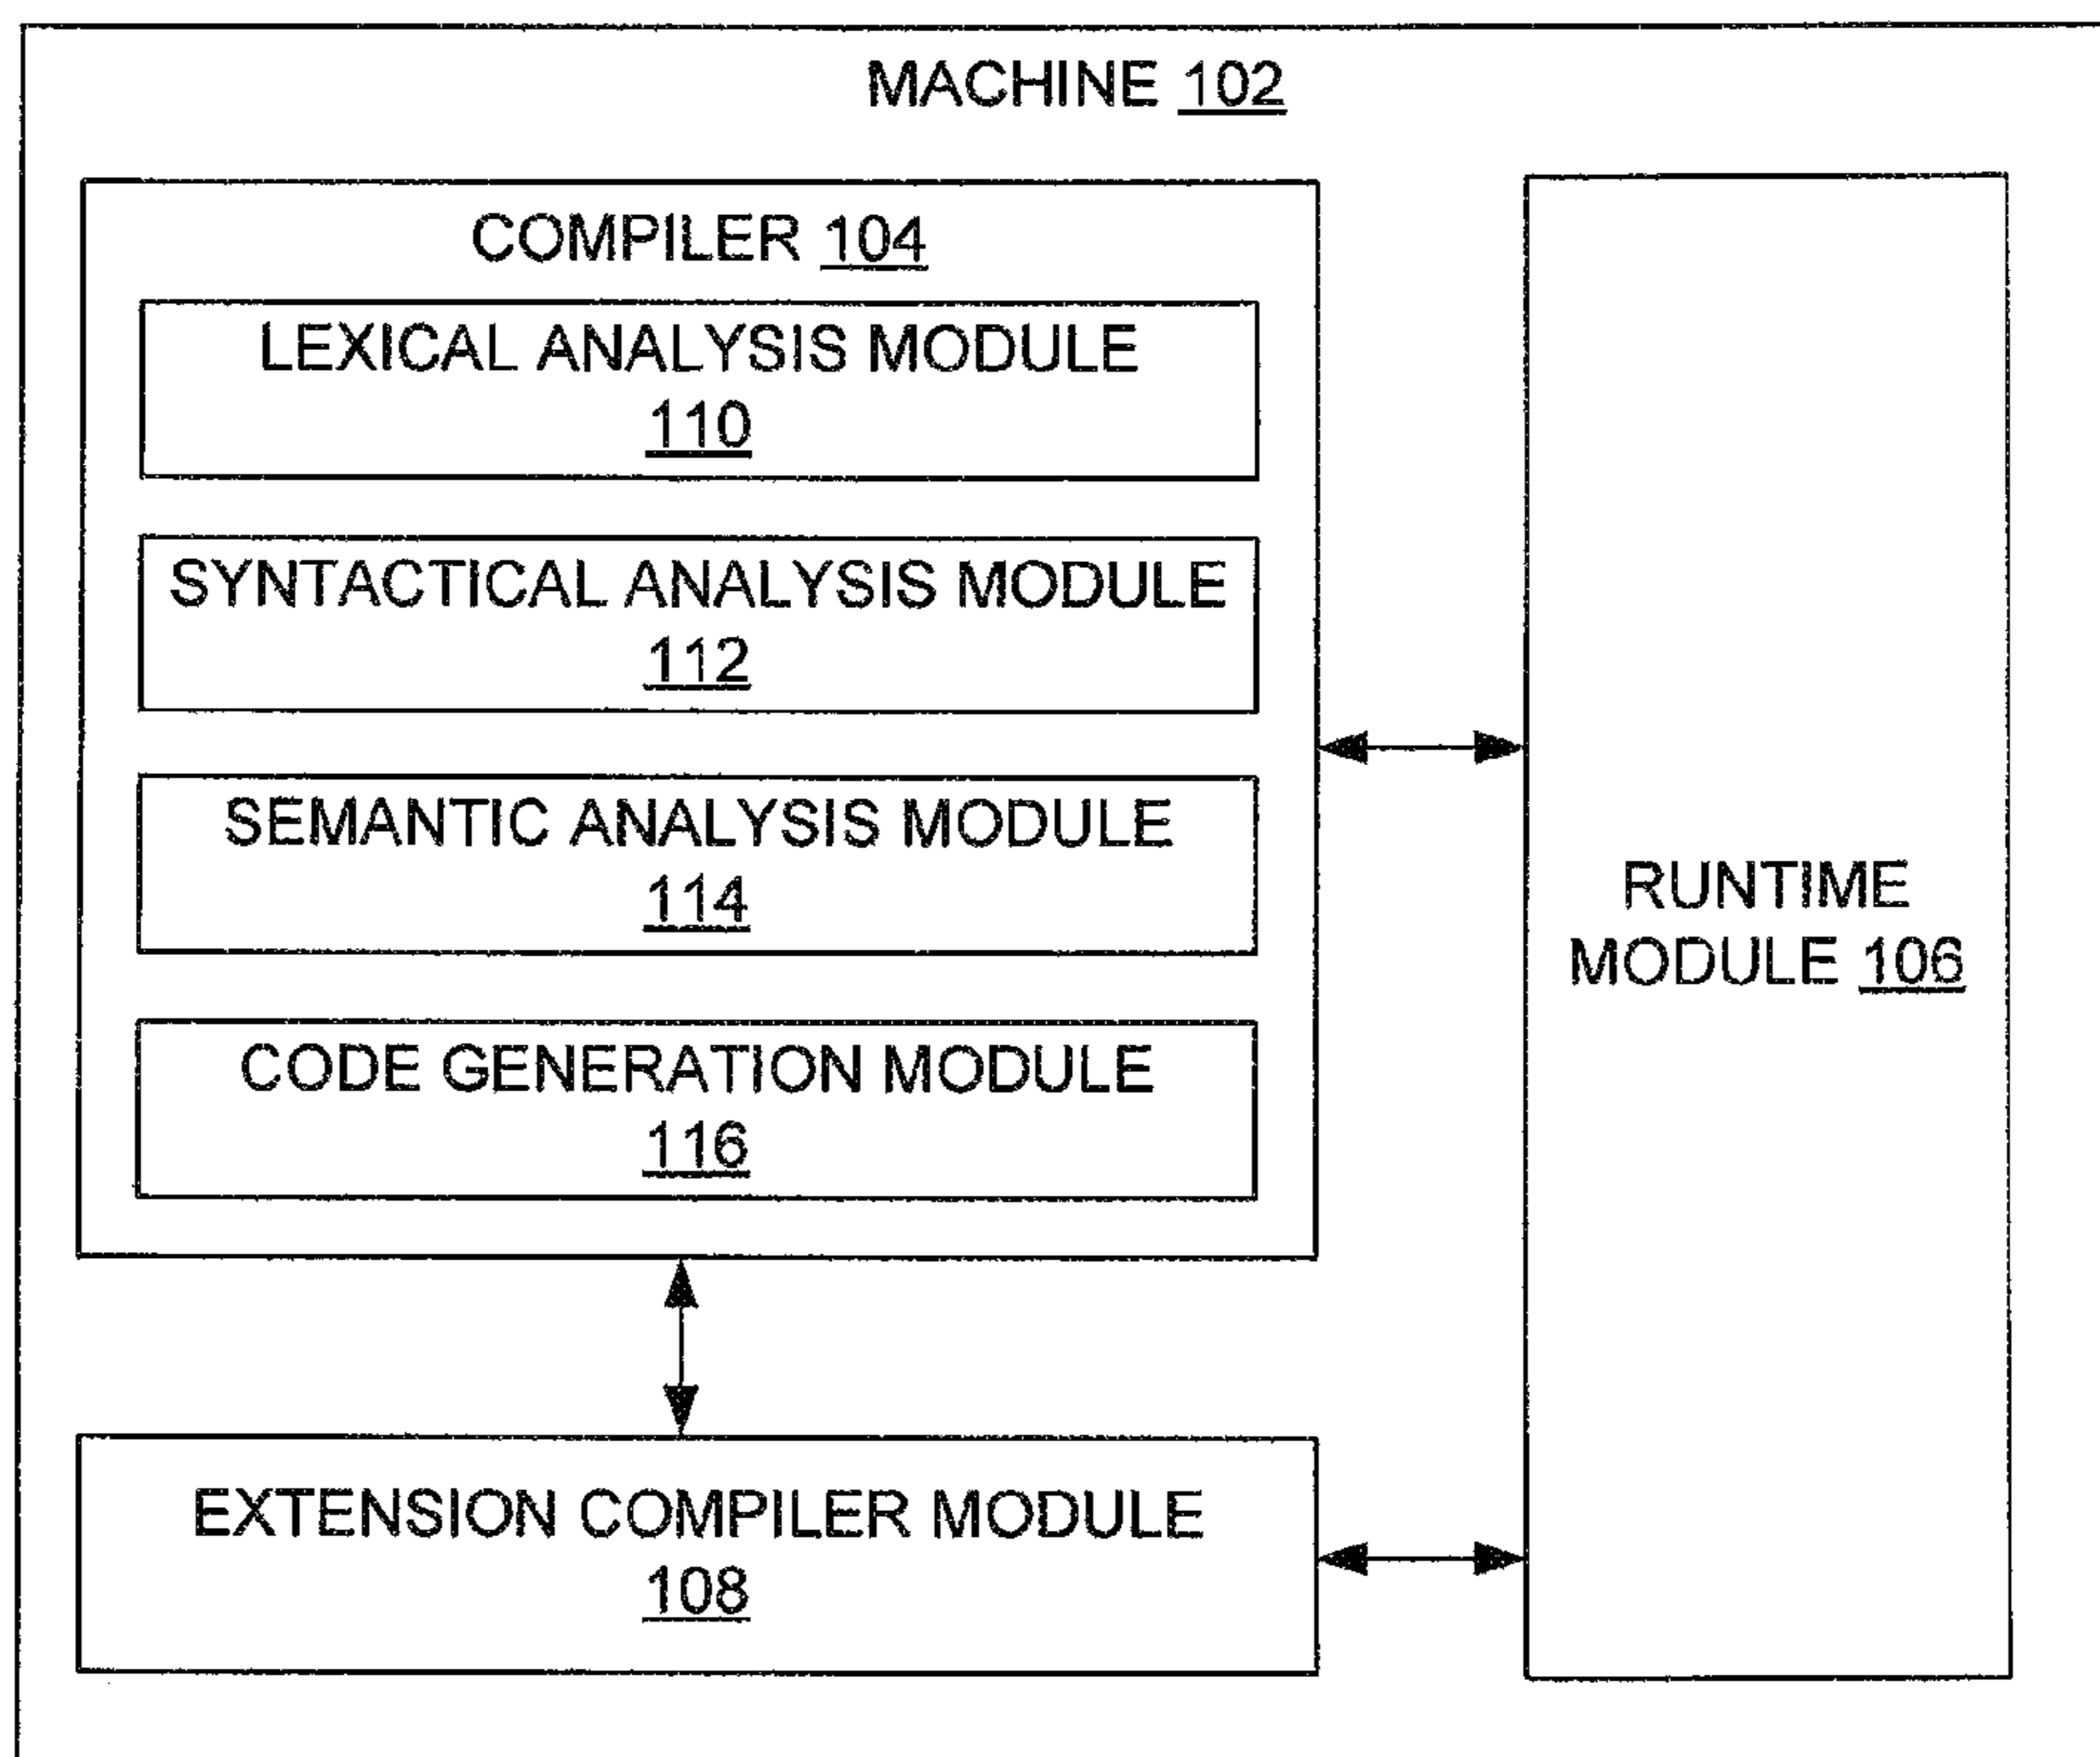 MACHINE 102
COMPILER 104
LEXICAL ANALYSIS MODULE
110
SYNTACTICAL ANALYSIS MODULE
112
SEMANTIC ANALYSIS MODULE
114
CODE GENERATION MODULE
116
EXTENSION COMPILER MODULE
108
RUNTIME
MODULE 106